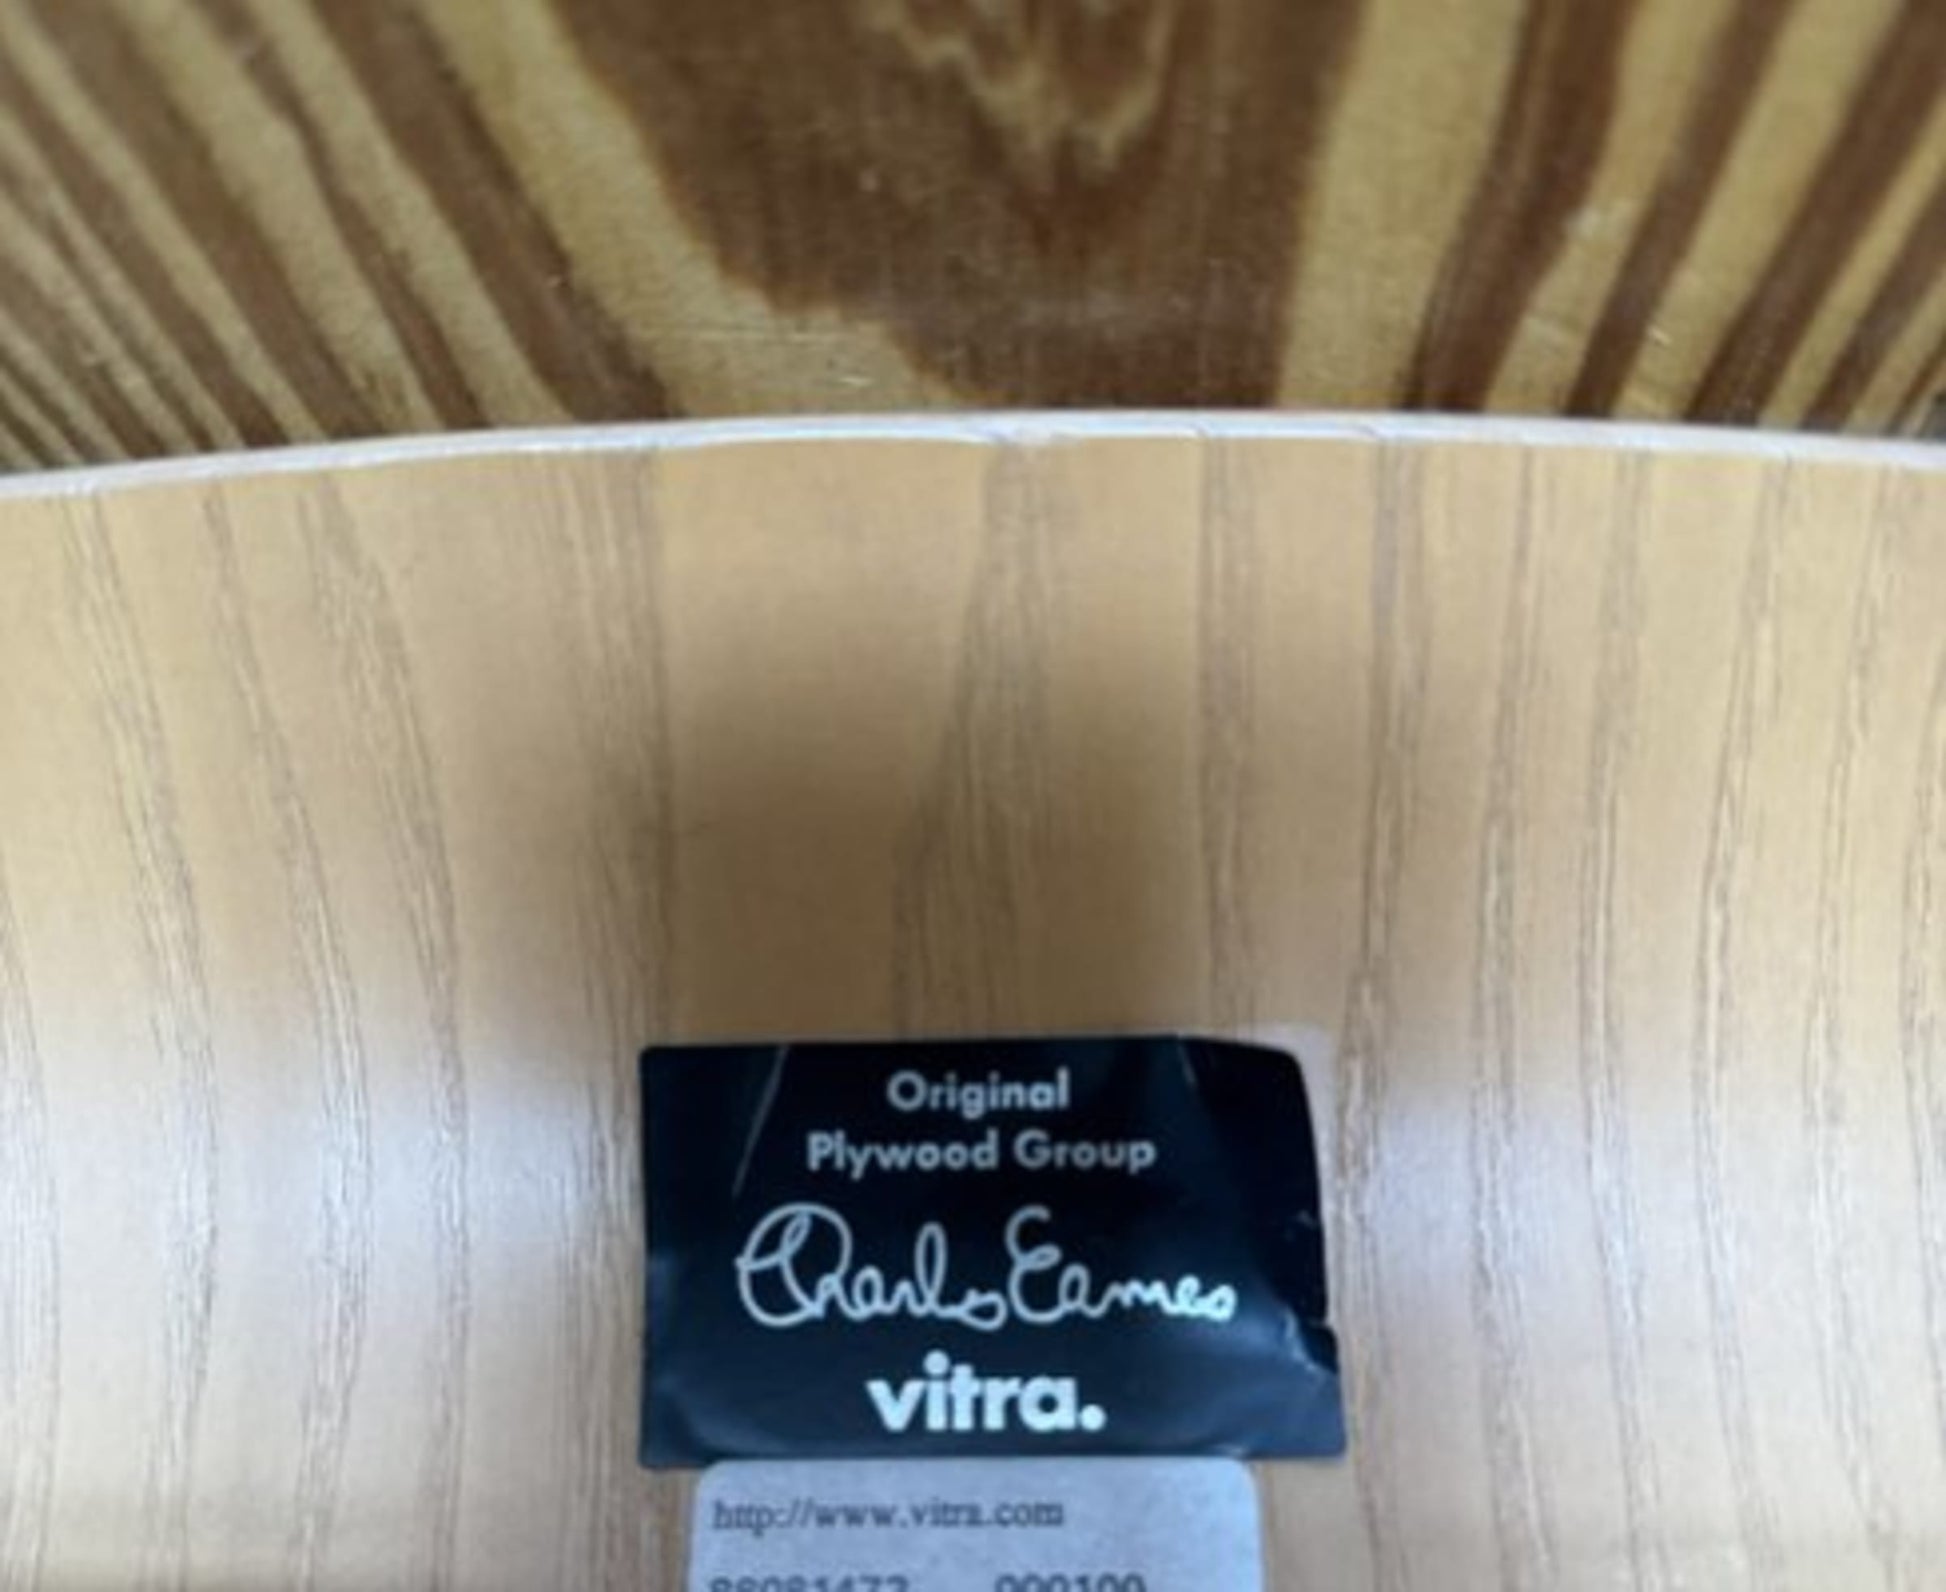 Original
Plywood Group
Charles Eames
vitra.
http://www.vitra.com